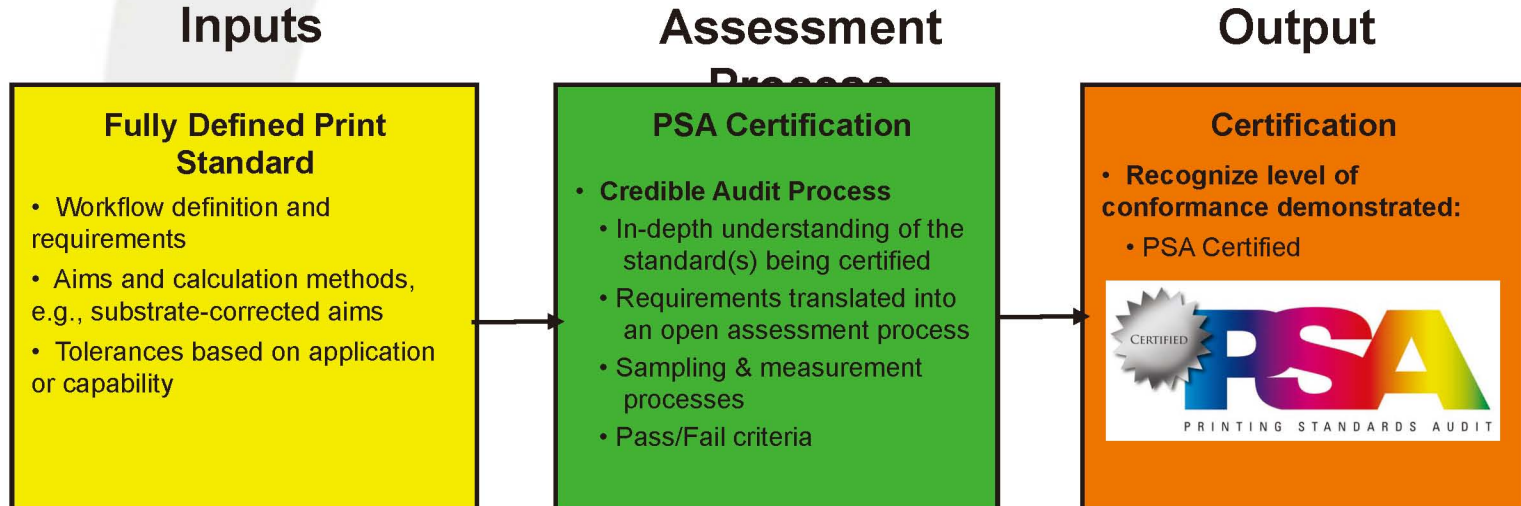 Inputs
Assessment
Process
Output
Fully Defined Print
Standard
• Workflow definition and
requirements
• Aims and calculation methods,
e.g., substrate-corrected aims
• Tolerances based on application
or capability
PSA Certification
• Credible Audit Process
• In-depth understanding of the
standard(s) being certified
• Requirements translated into
an open assessment process
• Sampling & measurement
processes
• Pass/Fail criteria
Certification
• Recognize level of
conformance demonstrated:
• PSA Certified
CERTIFIED
PSA
PRINTING STANDARDS AUDIT